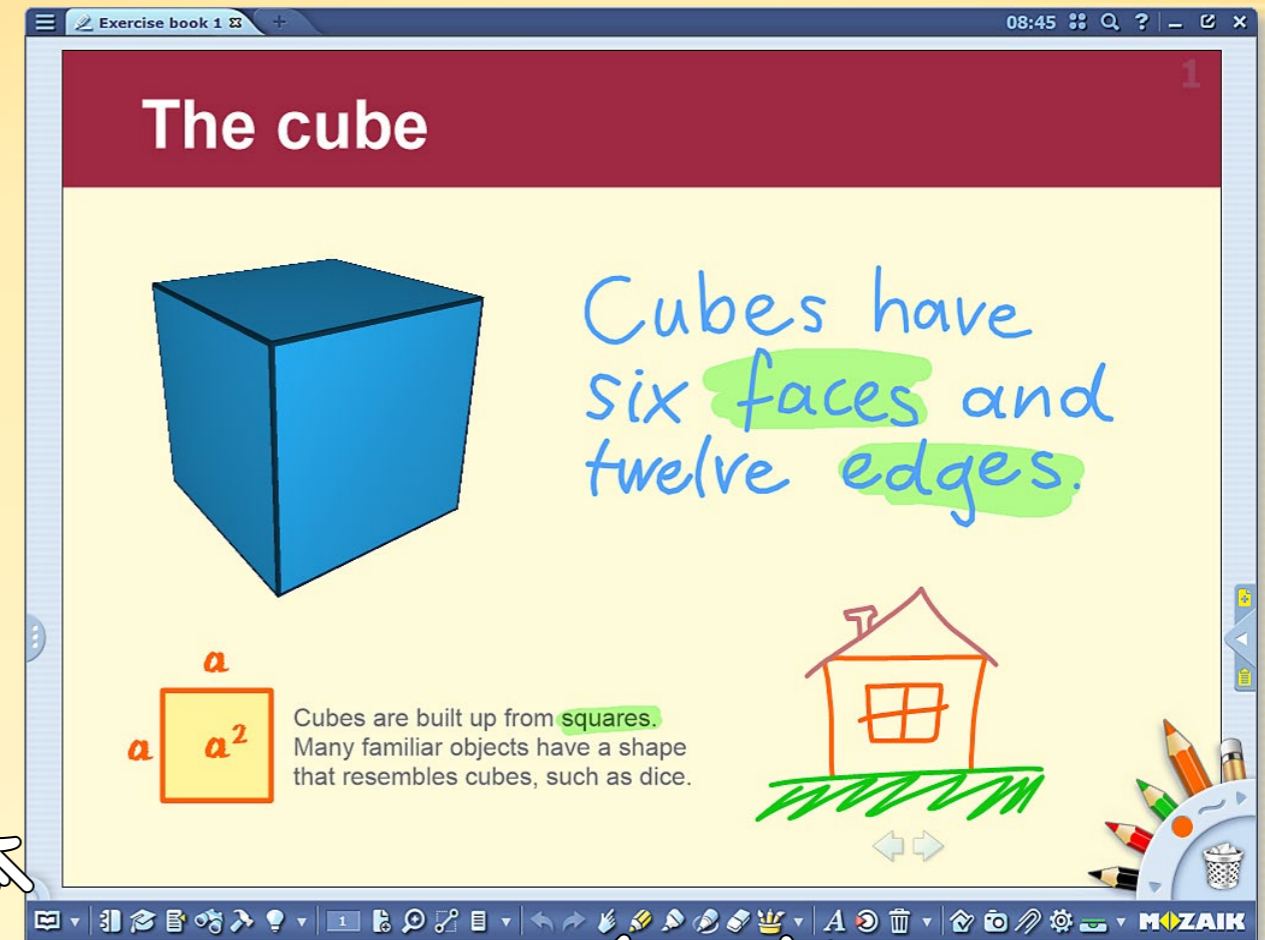 Exercise book 1
08:45
1
The cube
Cubes have
six faces and
twelve edges.
a
a
a²
Cubes are built up from squares.
Many familiar objects have a shape
that resembles cubes, such as dice.
1
A
MOZAIK